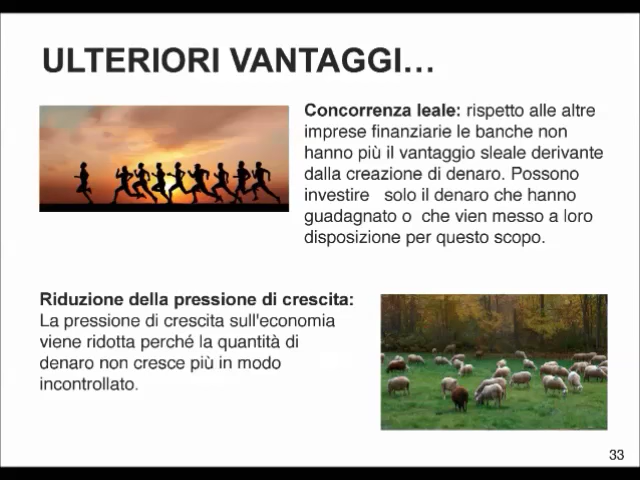 ULTERIORI VANTAGGI…
Concorrenza leale: rispetto alle altre
imprese finanziarie le banche non
hanno più il vantaggio sleale derivante
dalla creazione di denaro. Possono
investire solo il denaro che hanno
guadagnato o che vien messo a loro
disposizione per questo scopo.
Riduzione della pressione di crescita:
La pressione di crescita sull'economia
viene ridotta perché la quantità di
denaro non cresce più in modo
incontrollato.
33